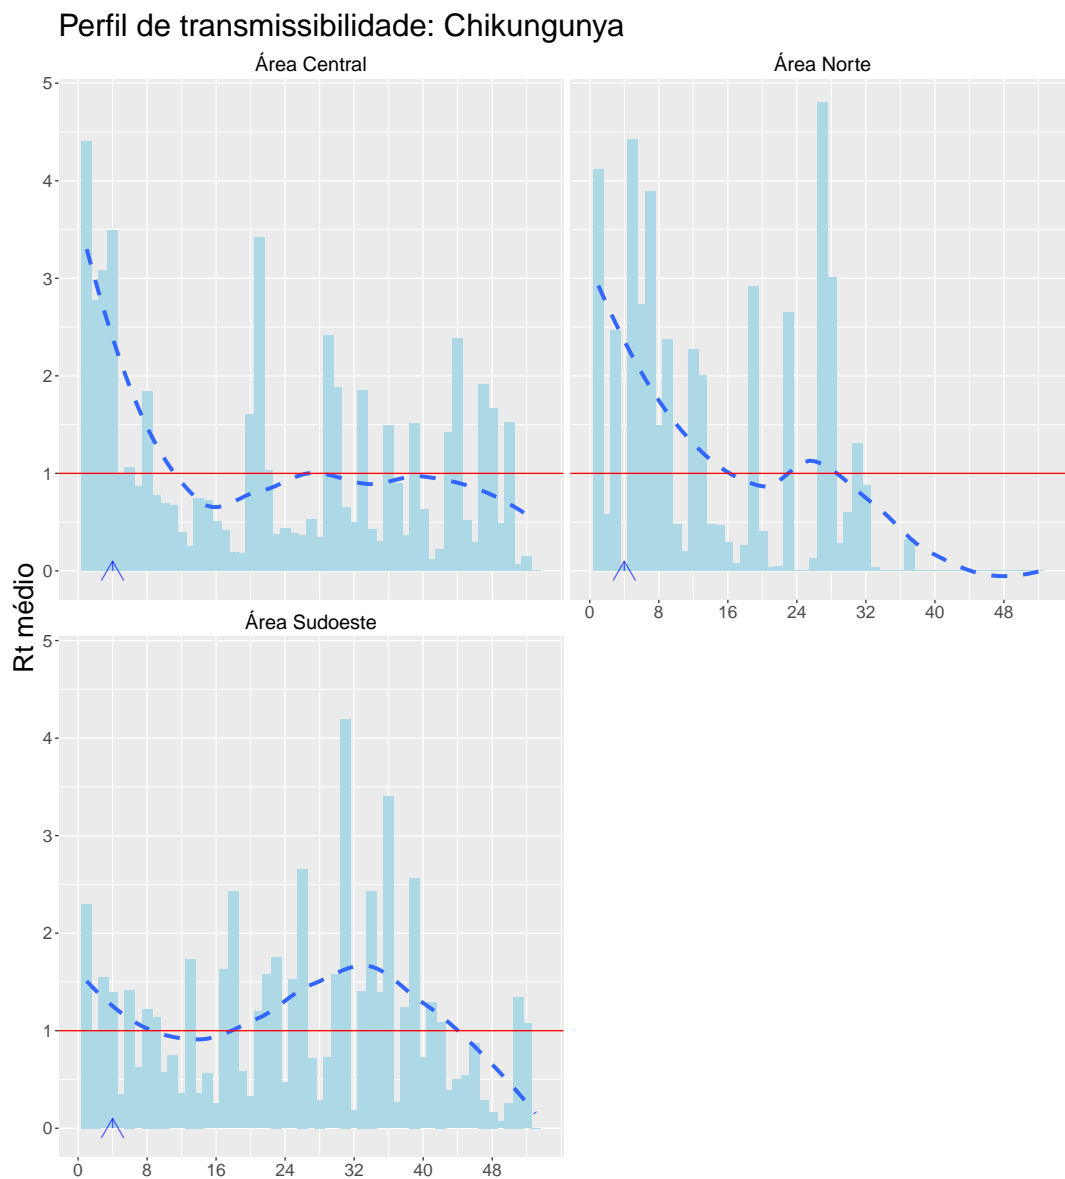 Perfil de transmissibilidade: Chikungunya
Área Central
Área Norte
5
4
3
2
1
0
0 8 16 24 32 40 48
Rt médio
Área Sudoeste
5
4
3
2
1
0
0 8 16 24 32 40 48